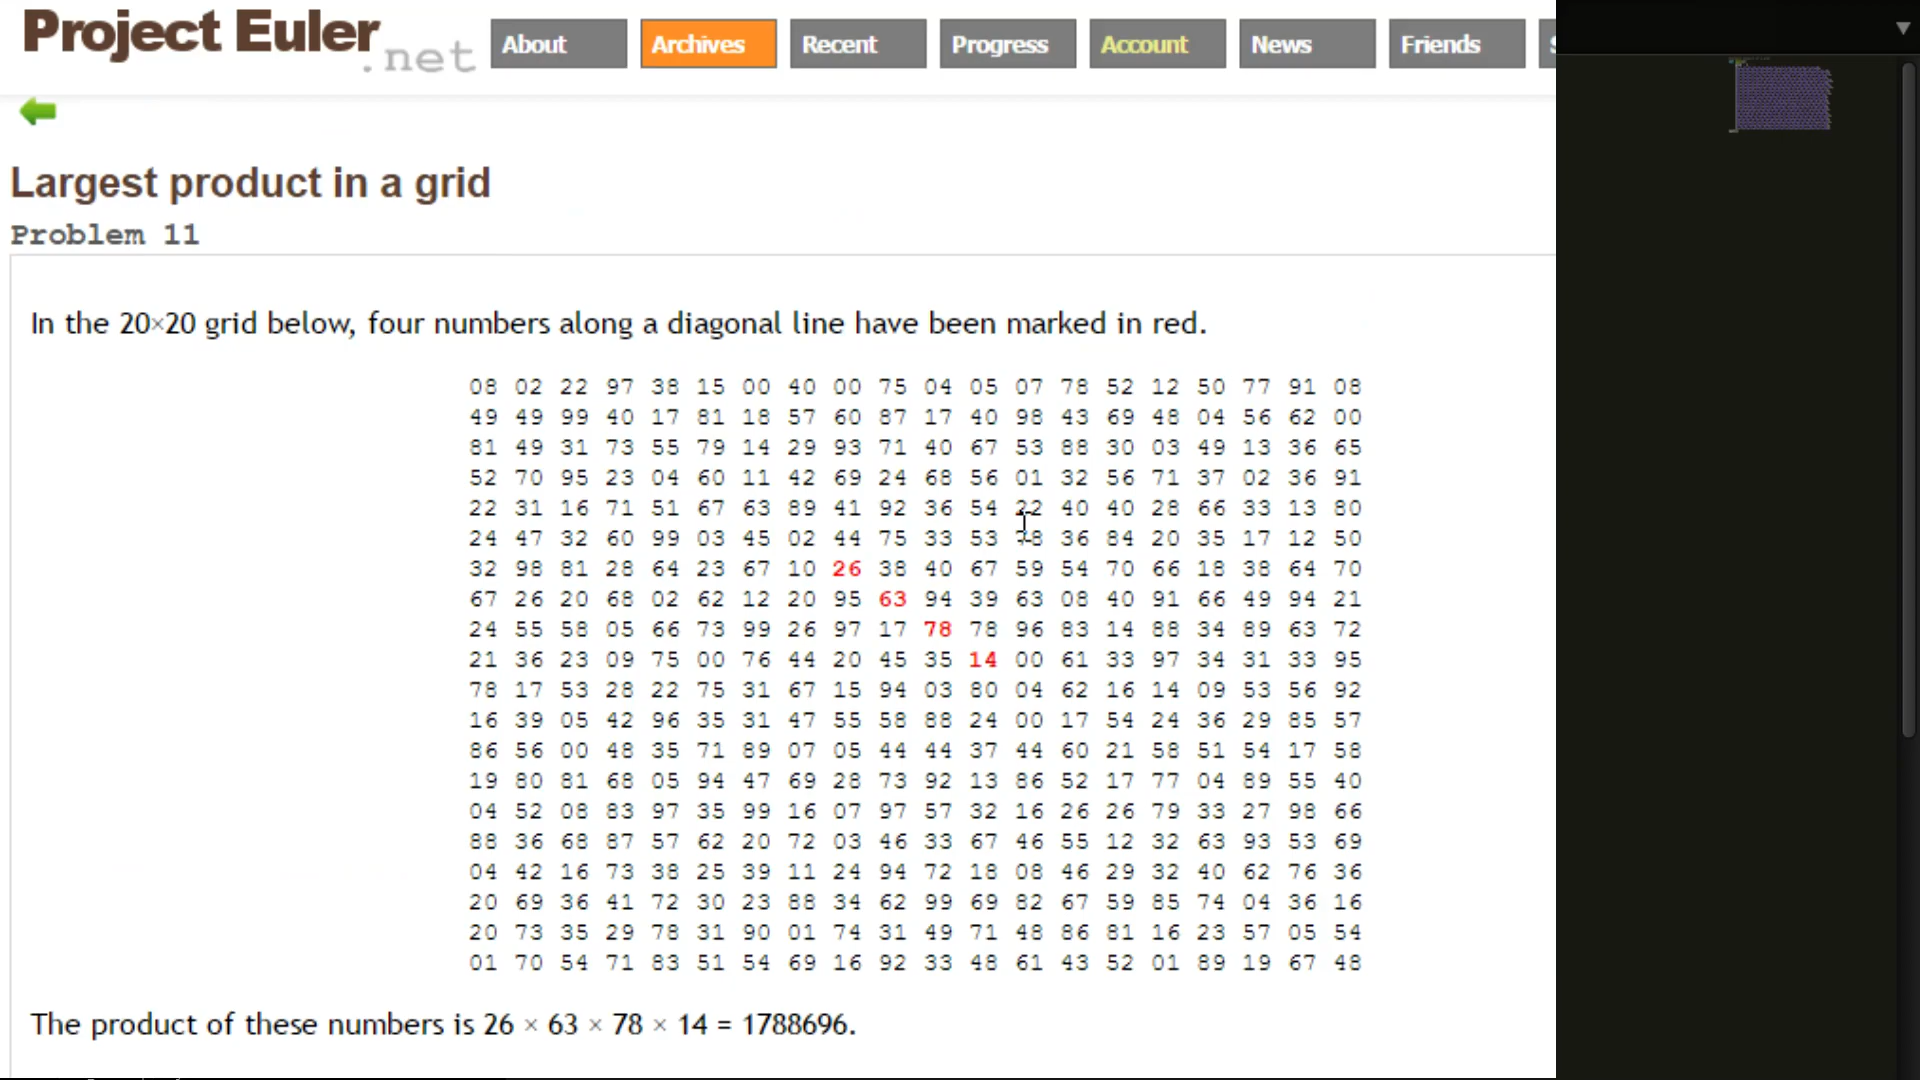 Project Euler .net About Archives Recent Progress Account News Friends
Largest product in a grid
Problem 11
In the 20×20 grid below, four numbers along a diagonal line have been marked in red.
08 02 22 97 38 15 00 40 00 75 04 05 07 78 52 12 50 77 91 08
49 49 99 40 17 81 18 57 60 87 17 40 98 43 69 48 04 56 62 00
81 49 31 73 55 79 14 29 93 71 40 67 53 88 30 03 49 13 36 65
52 70 95 23 04 60 11 42 69 24 68 56 01 32 56 71 37 02 36 91
22 31 16 71 51 67 63 89 41 92 36 54 22 40 40 28 66 33 13 80
24 47 32 60 99 03 45 02 44 75 33 53 78 36 84 20 35 17 12 50
32 98 81 28 64 23 67 10 26 38 40 67 59 54 70 66 18 38 64 70
67 26 20 68 02 62 12 20 95 63 94 39 63 08 40 91 66 49 94 21
24 55 58 05 66 73 99 26 97 17 78 78 96 83 14 88 34 89 63 72
21 36 23 09 75 00 76 44 20 45 35 14 00 61 33 97 34 31 33 95
78 17 53 28 22 75 31 67 15 94 03 80 04 62 16 14 09 53 56 92
16 39 05 42 96 35 31 47 55 58 88 24 00 17 54 24 36 29 85 57
86 56 00 48 35 71 89 07 05 44 44 37 44 60 21 58 51 54 17 58
19 80 81 68 05 94 47 69 28 73 92 13 86 52 17 77 04 89 55 40
04 52 08 83 97 35 99 16 07 97 57 32 16 26 26 79 33 27 98 66
88 36 68 87 57 62 20 72 03 46 33 67 46 55 12 32 63 93 53 69
04 42 16 73 38 25 39 11 24 94 72 18 08 46 29 32 40 62 76 36
20 69 36 41 72 30 23 88 34 62 99 69 82 67 59 85 74 04 36 16
20 73 35 29 78 31 90 01 74 31 49 71 48 86 81 16 23 57 05 54
01 70 54 71 83 51 54 69 16 92 33 48 61 43 52 01 89 19 67 48
The product of these numbers is 26 × 63 × 78 × 14 = 1788696.